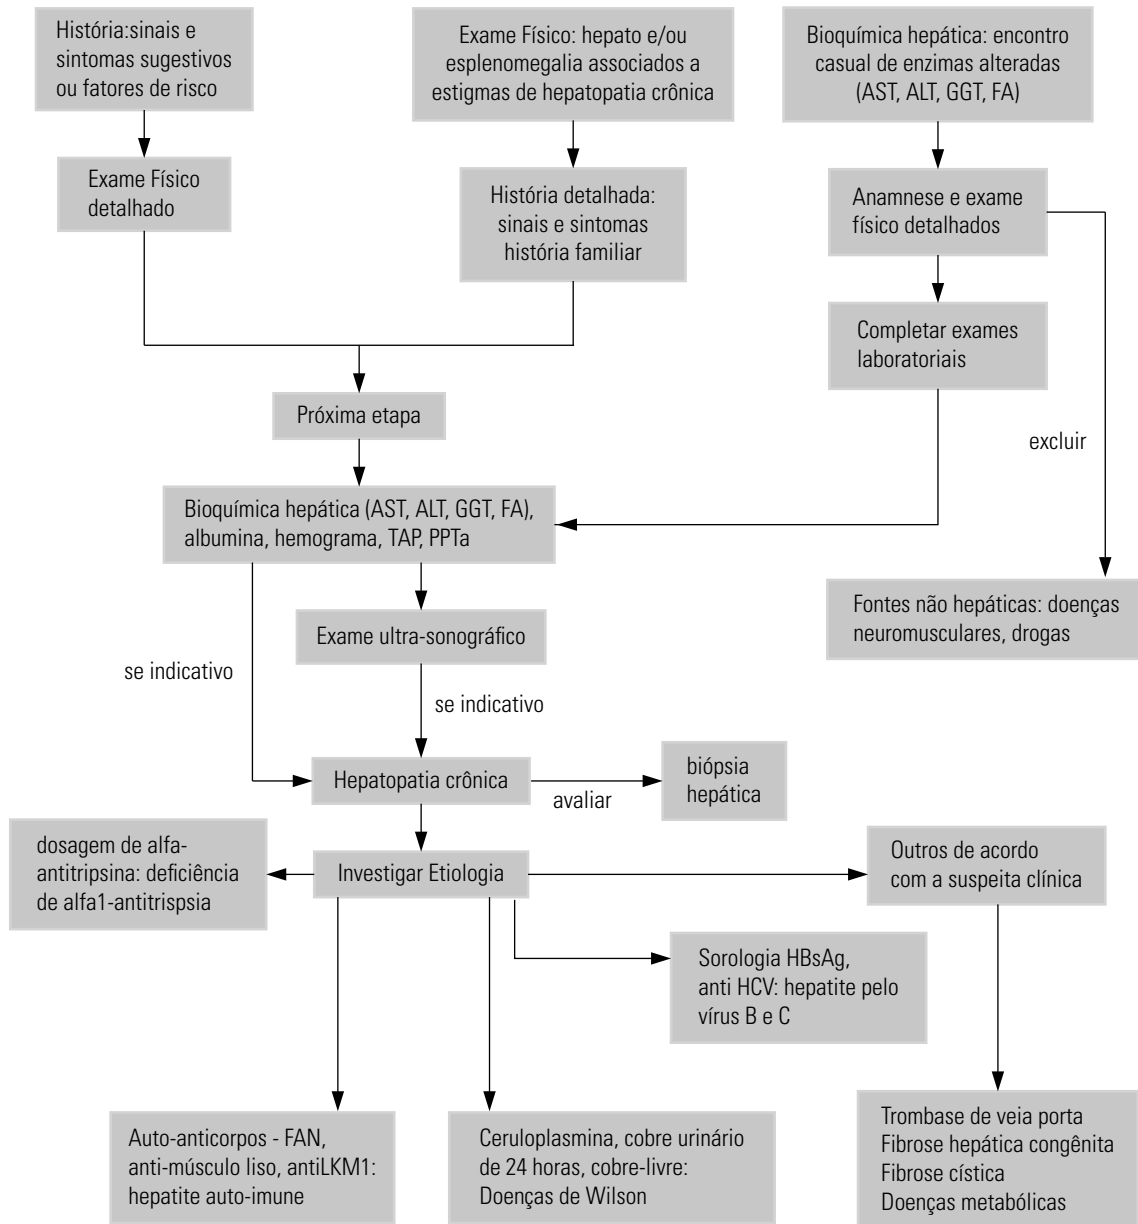 História:sinais e
sintomas sugestivos
ou fatores de risco
Exame Físico: hepato e/ou
esplenomegalia associados a
estigmas de hepatopatia crônica
Bioquímica hepática: encontro
casual de enzimas alteradas
(AST, ALT, GGT, FA)
Exame Físico
detalhado
História detalhada:
sinais e sintomas
história familiar
Anamnese e exame
físico detalhados
Completar exames
laboratoriais
Próxima etapa
excluir
Bioquímica hepática (AST, ALT, GGT, FA),
albumina, hemograma, TAP, PPTa
Fontes não hepáticas: doenças
neuromusculares, drogas
Exame ultra-sonográfico
se indicativo
se indicativo
Hepatopatia crônica
avaliar
biópsia
hepática
dosagem de alfa-
antitripsina: deficiência
de alfa1-antitrispsia
Investigar Etiologia
Outros de acordo
com a suspeita clínica
Sorologia HBsAg,
anti HCV: hepatite pelo
vírus B e C
Auto-anticorpos - FAN,
anti-músculo liso, antiLKM1:
hepatite auto-imune
Ceruloplasmina, cobre urinário
de 24 horas, cobre-livre:
Doenças de Wilson
Trombase de veia porta
Fibrose hepática congênita
Fibrose cística
Doenças metabólicas